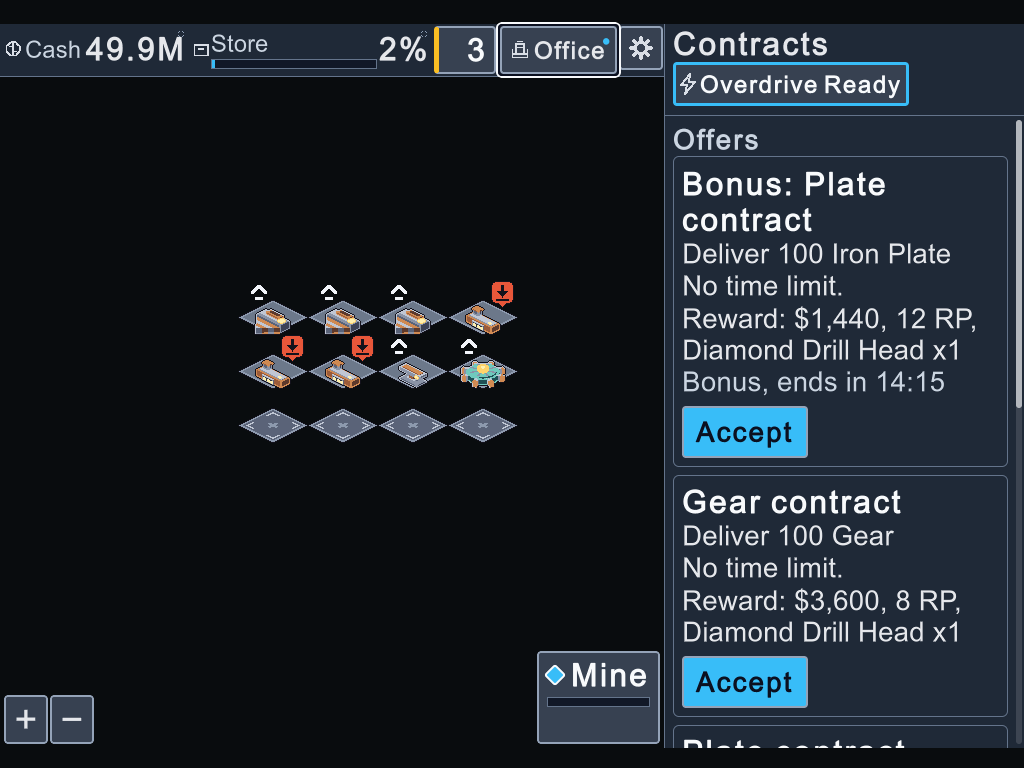 Cash 49.9M Store 2% 3 Office
Contracts
Overdrive Ready
Offers
Bonus: Plate
contract
Deliver 100 Iron Plate
No time limit.
Reward: $1,440, 12 RP,
Diamond Drill Head x1
Bonus, ends in 14:15
Accept
Gear contract
Deliver 100 Gear
No time limit.
Reward: $3,600, 8 RP,
Diamond Drill Head x1
Accept
Plate contract
Mine
+ −